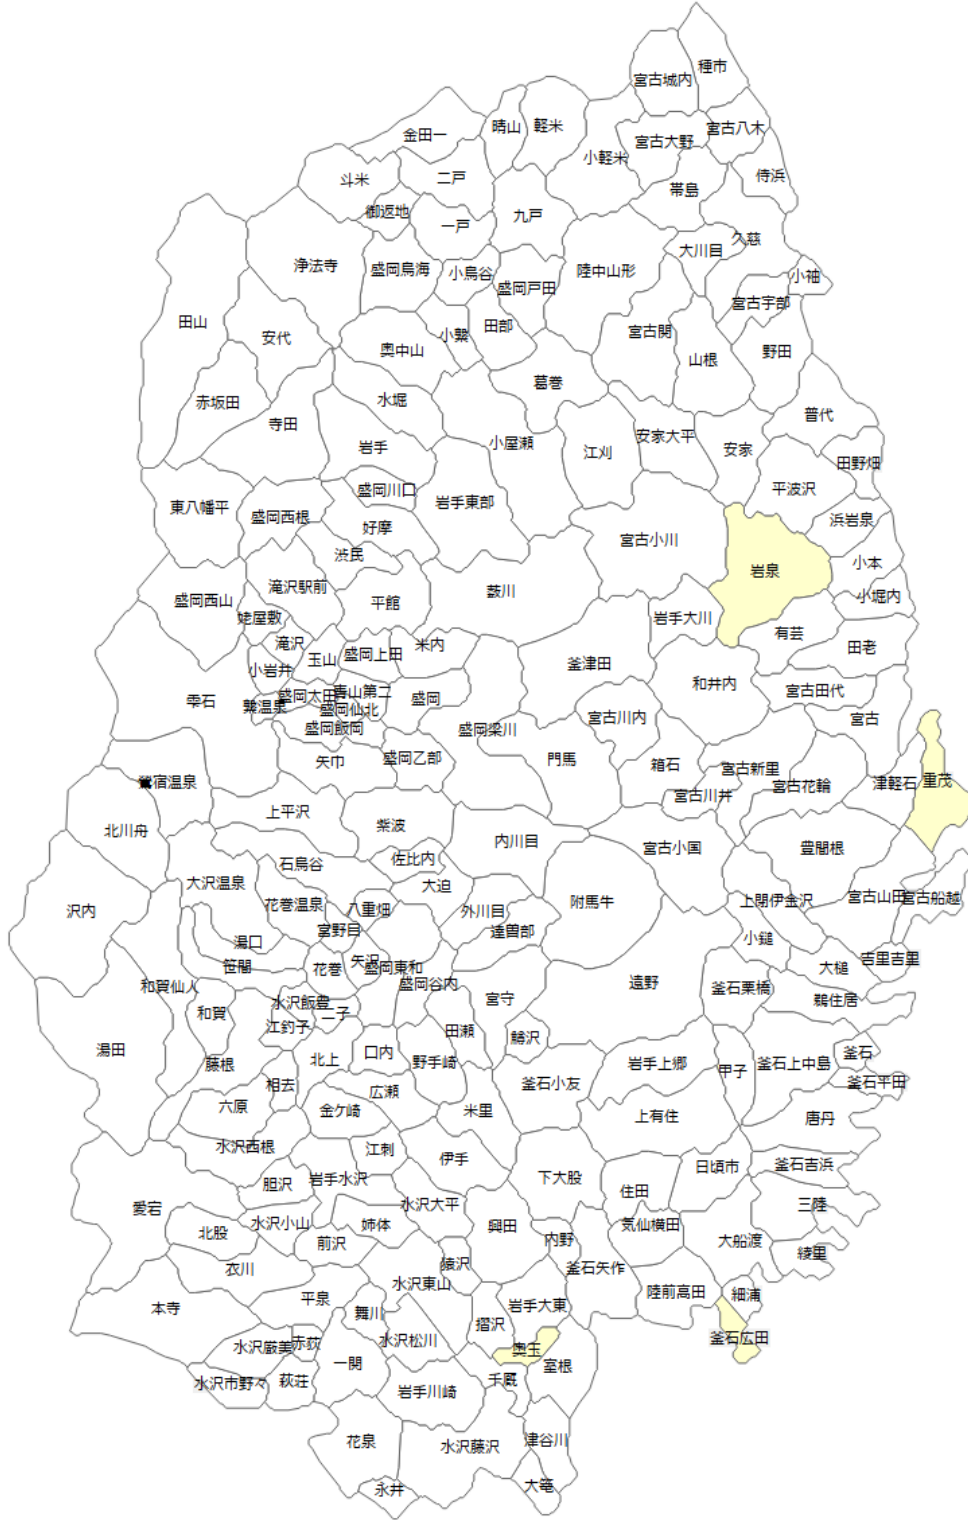 種市
宮古城内
金田一
晴山
軽米
宮古八木
宮古大野
小軽米
斗米
二戸
侍浜
帯島
御返地
九戸
一戸
久慈
大川目
浄法寺
盛岡鳥海
小鳥谷
陸中山形
小袖
盛岡戸田
宮古宇部
田山
安代
小繋
田部
宮古関
奥中山
野田
山根
葛巻
赤坂田
水堀
普代
寺田
小屋瀬
安家大平
岩手
江刈
安家
田野畑
盛岡川口
平波沢
岩手東部
東八幡平
盛岡西根
好摩
浜岩泉
宮古小川
渋民
小本
岩泉
滝沢駅前
薮川
盛岡西山
平館
小堀内
姥屋敷
岩手大川
有芸
滝沢
米内
田老
盛岡上田
玉山
釜津田
小岩井
和井内
盛岡太田
青山第二
宮古田代
雫石
盛岡
繋温泉
盛岡仙北
宮古川内
宮古
盛岡飯岡
盛岡梁川
矢巾
盛岡乙部
門馬
箱石
宮古新里
鶯宿温泉
津軽石
重茂
宮古花輪
宮古川井
上平沢
紫波
北川舟
内川目
宮古小国
豊間根
佐比内
石鳥谷
大沢温泉
大迫
宮古山田
宮古船越
附馬牛
上閉伊金沢
花巻温泉
八重畑
沢内
外川目
宮野目
達曽部
小鎚
湯口
吉里吉里
矢沢
笹間
花巻
盛岡東和
大槌
遠野
盛岡谷内
和賀仙人
釜石栗橋
宮守
鵜住居
水沢飯豊
和賀
二子
江釣子
田瀬
鱒沢
湯田
口内
釜石
北上
藤根
野手崎
岩手上郷
釜石上中島
甲子
相去
釜石小友
釜石平田
広瀬
六原
金ケ崎
米里
上有住
唐丹
水沢西根
江刺
伊手
釜石吉浜
日頃市
岩手水沢
下大股
胆沢
住田
水沢大平
三陸
愛宕
水沢小山
姉体
気仙横田
北股
興田
前沢
内野
大船渡
綾里
猿沢
衣川
釜石矢作
水沢東山
陸前高田
細浦
平泉
本寺
岩手大東
舞川
摺沢
釜石広田
水沢松川
赤荻
水沢厳美
奥玉
一関
室根
千厩
萩荘
水沢市野々
岩手川崎
花泉
津谷川
水沢藤沢
大篭
永井